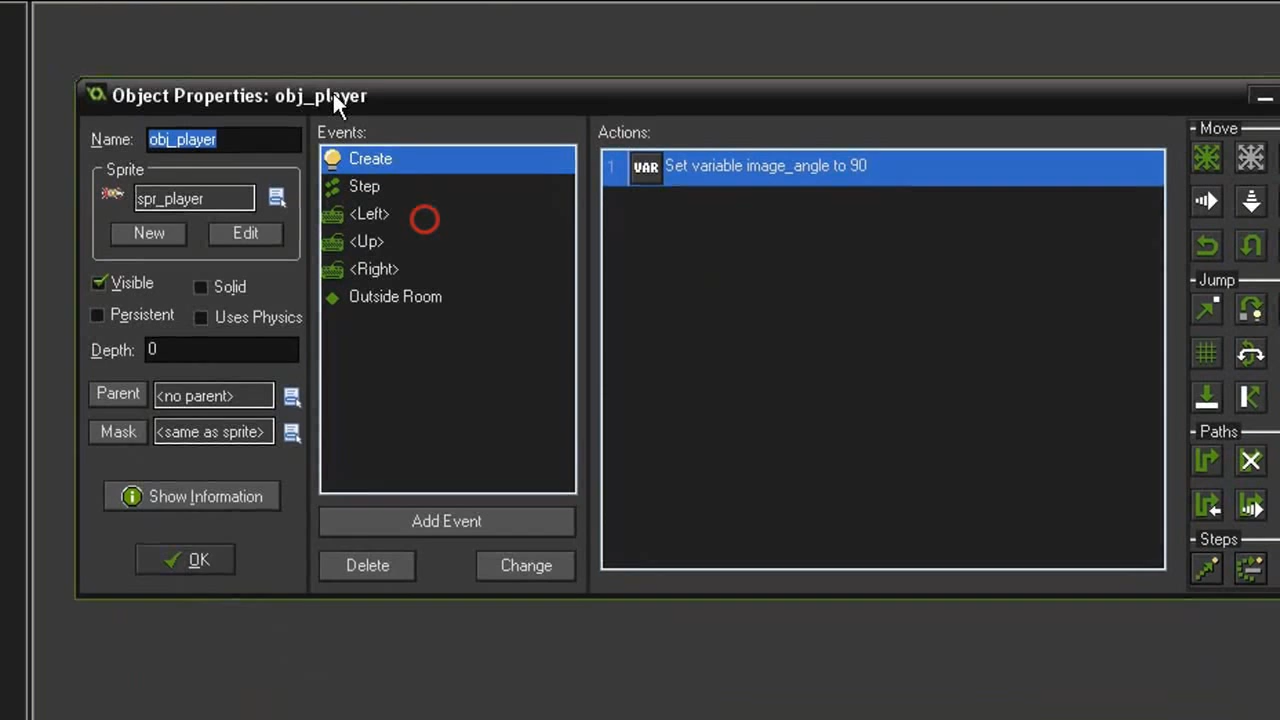 Object Properties: obj_player
Name: obj_player
Sprite
spr_player
New
Edit
Visible
Solid
Persistent
Uses Physics
Depth: 0
Parent
<no parent>
Mask
<same as sprite>
Show Information
OK
Events:
Create
Step
<Left>
<Up>
<Right>
Outside Room
Add Event
Delete
Change
Actions:
1 VAR Set variable image_angle to 90
Move
Jump
Paths
Steps